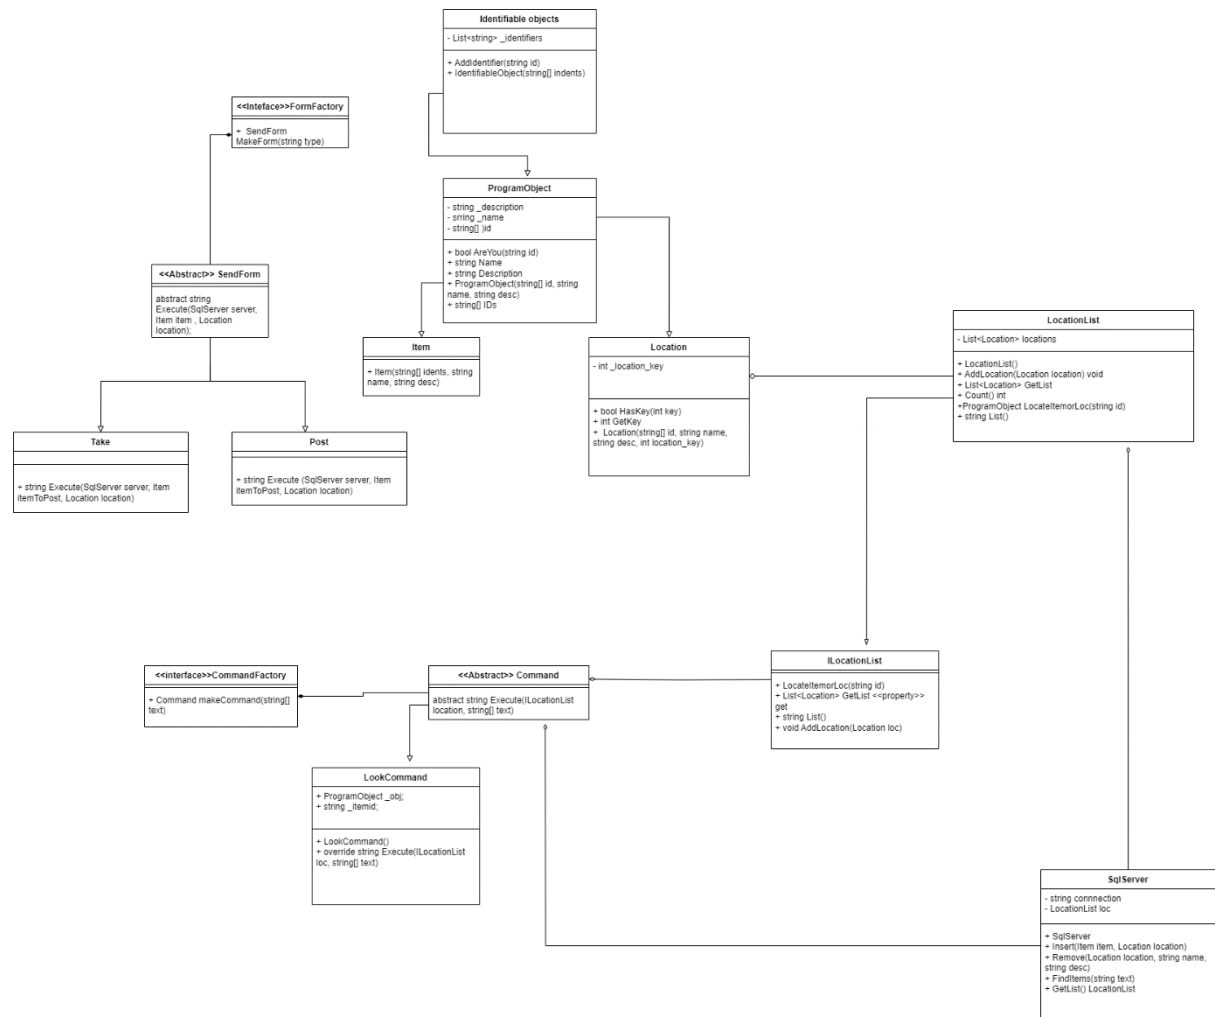 Identifiable objects
- List<string> _identifiers
+ AddIdentifier(string id)
+ IdentifiableObject(string[] indents)
<<Inteface>>FormFactory
+  SendForm
MakeForm(string type)
ProgramObject
- string _description
- srring _name
- string[] )id
+ bool AreYou(string id)
+ string Name
+ string Description
+ ProgramObject(string[] id, string
name, string desc)
+ string[] IDs
<<Abstract>> SendForm
abstract string
Execute(SqlServer server,
Item item , Location
location);
Item
+ Item(string[] idents, string
name, string desc)
Location
- int _location_key
+ bool HasKey(int key)
+ int GetKey
+  Location(string[] id, string name,
string desc, int location_key)
LocationList
- List<Location> locations
+ LocationList()
+ AddLocation(Location location) void
+ List<Location> GetList
+ Count() int
+ProgramObject LocateItemorLoc(string id)
+ string List()
Take
+ string Execute(SqlServer server, Item
itemToPost, Location location)
Post
+ string Execute (SqlServer server, Item
itemToPost, Location location)
<<interface>>CommandFactory
+ Command makeCommand(string[]
text)
<<Abstract>> Command
abstract string Execute(ILocationList
location, string[] text)
ILocationList
+ LocateItemorLoc(string id)
+ List<Location> GetList <<property>>
get
+ string List()
+ void AddLocation(Location loc)
LookCommand
+ ProgramObject _obj;
+ string _itemid;
+ LookCommand()
+ override string Execute(ILocationList
loc, string[] text)
SqlServer
- string connnection
- LocationList loc
+ SqlServer
+ Insert(Item item, Location location)
+ Remove(Location location, string name,
string desc)
+ FindItems(string text)
+ GetList() LocationList